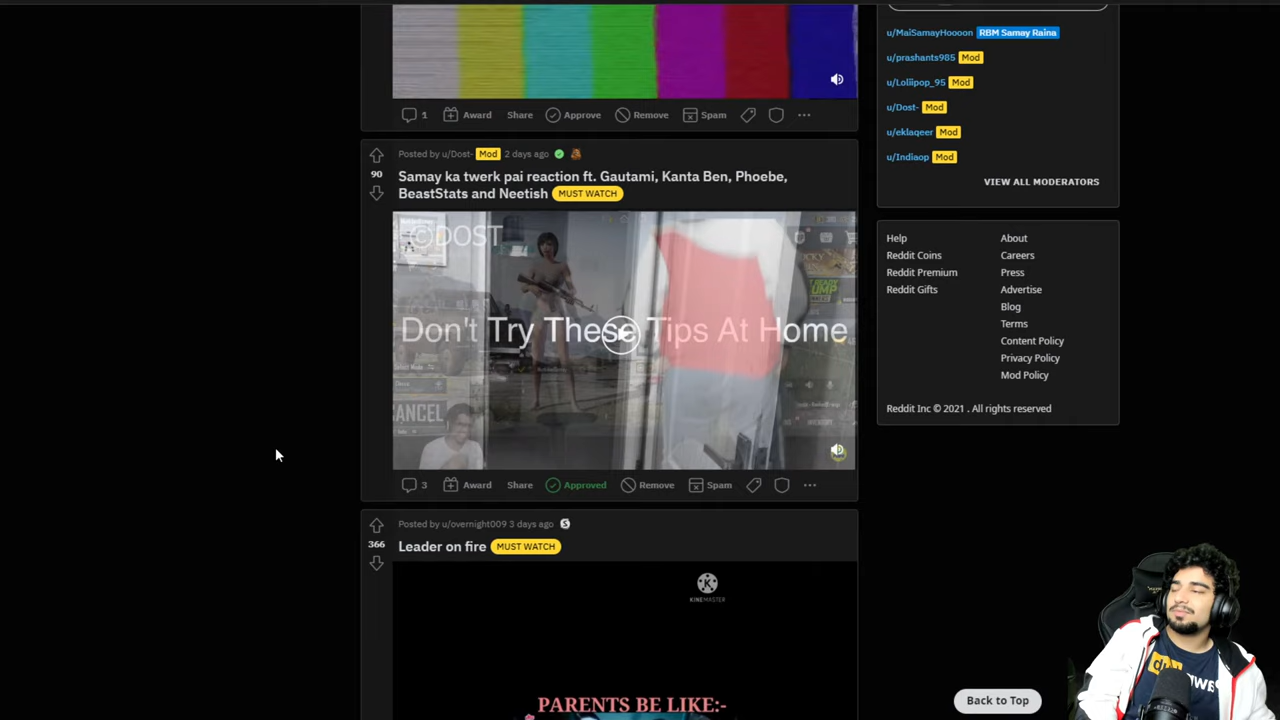 1 Award Share Approve Remove Spam
Posted by u/Dost- Mod 2 days ago
90
Samay ka twerk pai reaction ft. Gautami, Kanta Ben, Phoebe,
BeastStats and Neetish MUST WATCH
©DOST
Don't Try These Tips At Home
CANCEL
3 Award Share Approved Remove Spam
Posted by u/overnight009 3 days ago
366
Leader on fire MUST WATCH
KINEMASTER
PARENTS BE LIKE:-
u/MaiSamayHoooon RBM Samay Raina
u/prashants985 Mod
u/Loliipop_95 Mod
u/Dost- Mod
u/eklaqeer Mod
u/Indiaop Mod
VIEW ALL MODERATORS
Help About
Reddit Coins Careers
Reddit Premium Press
Reddit Gifts Advertise
Blog
Terms
Content Policy
Privacy Policy
Mod Policy
Reddit Inc © 2021 . All rights reserved
Back to Top